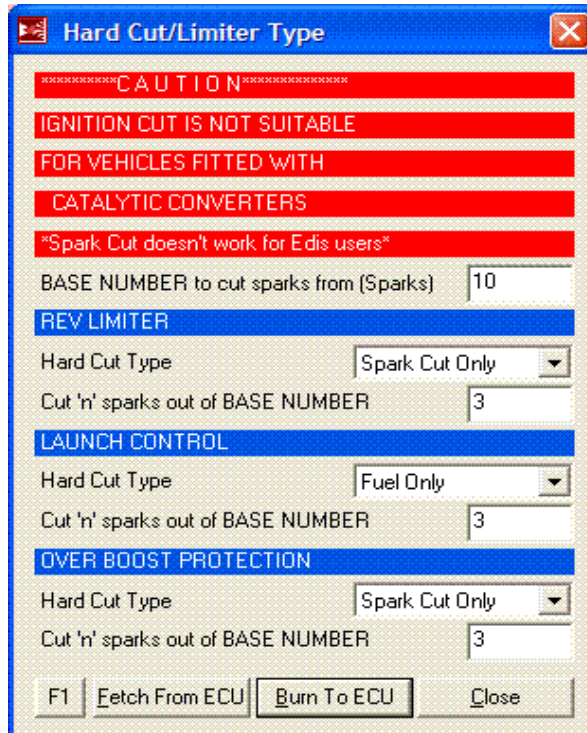 Hard Cut/Limiter Type
**********C A U T I O N**************
IGNITION CUT IS NOT SUITABLE
FOR VEHICLES FITTED WITH
CATALYTIC CONVERTERS
*Spark Cut doesn't work for Edis users*
BASE NUMBER to cut sparks from (Sparks) 10
REV LIMITER
Hard Cut Type Spark Cut Only
Cut 'n' sparks out of BASE NUMBER 3
LAUNCH CONTROL
Hard Cut Type Fuel Only
Cut 'n' sparks out of BASE NUMBER 3
OVER BOOST PROTECTION
Hard Cut Type Spark Cut Only
Cut 'n' sparks out of BASE NUMBER 3
F1 Fetch From ECU Burn To ECU Close